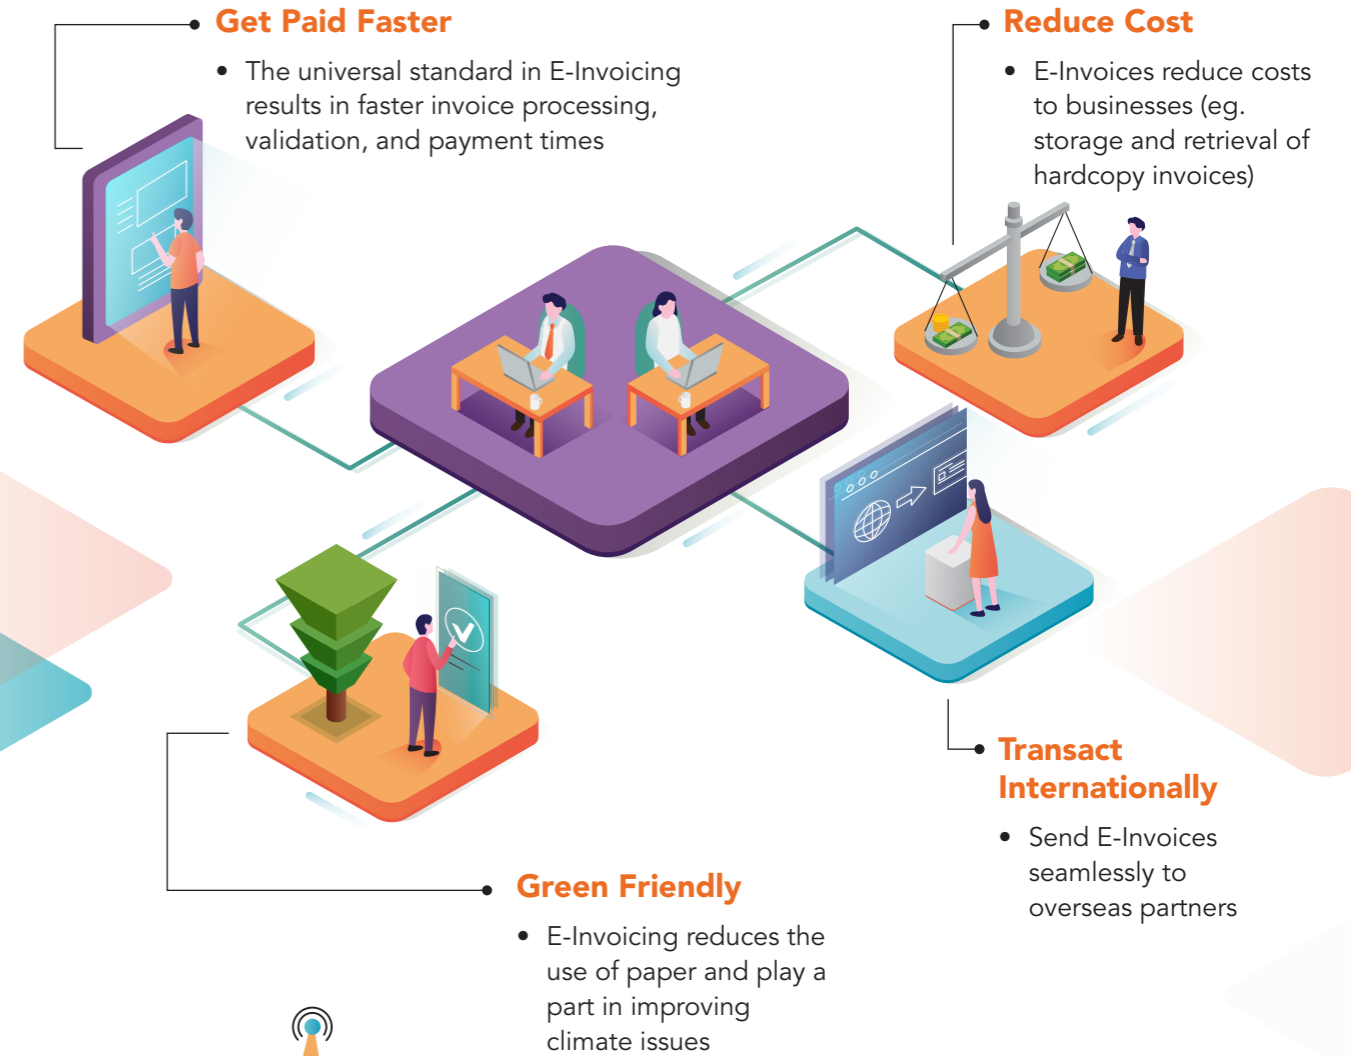 Get Paid Faster
• The universal standard in E-Invoicing
results in faster invoice processing,
validation, and payment times
Reduce Cost
• E-Invoices reduce costs
to businesses (eg.
storage and retrieval of
hardcopy invoices)
Transact
Internationally
• Send E-Invoices
seamlessly to
overseas partners
Green Friendly
• E-Invoicing reduces the
use of paper and play a
part in improving
climate issues